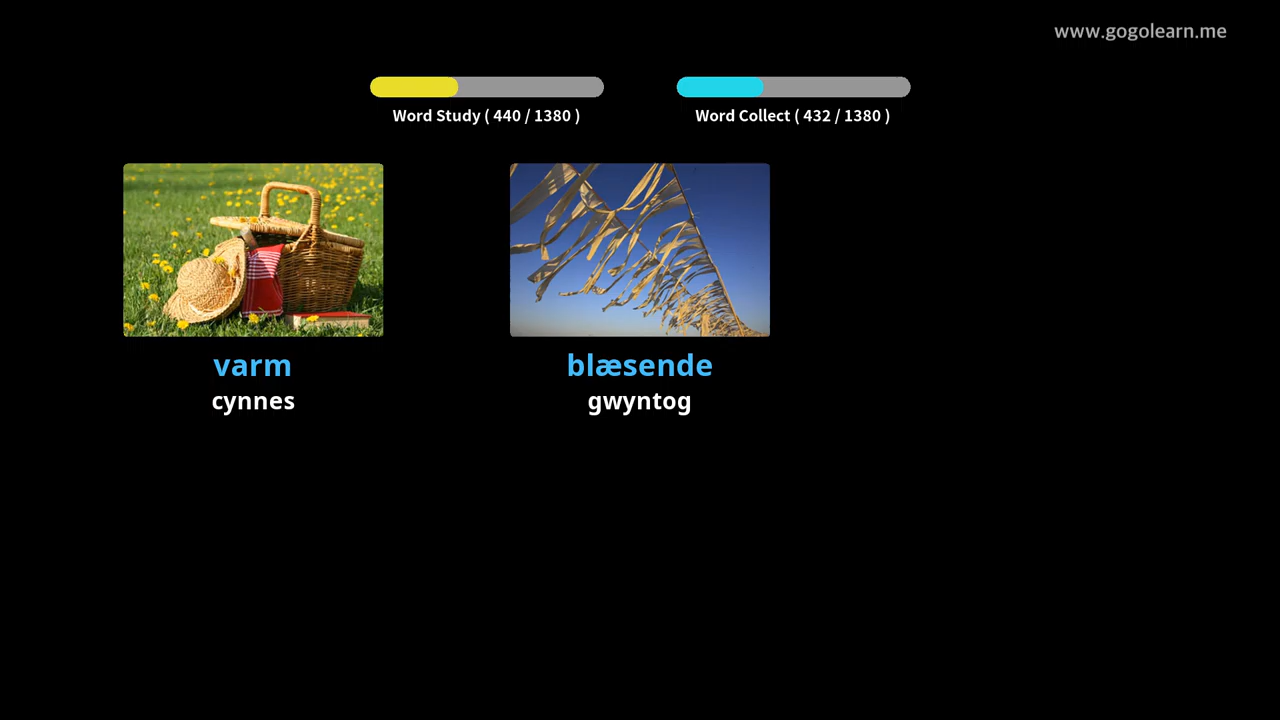 www.gogolearn.me
Word Study ( 440 / 1380 )
Word Collect ( 432 / 1380 )
varm
cynnes
blæsende
gwyntog